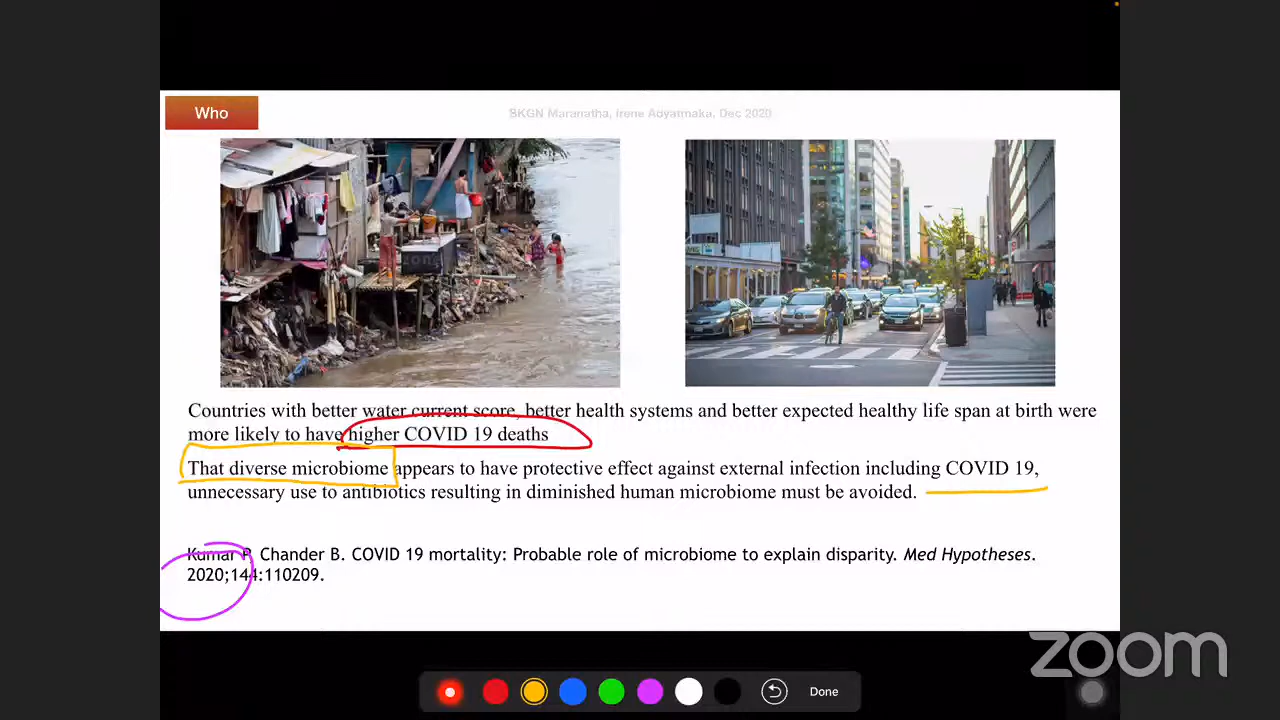 Who
SKGN Maranatha, Irene Adyatmaka, Dec 2020
Countries with better water current score, better health systems and better expected healthy life span at birth were
more likely to have higher COVID 19 deaths
That diverse microbiome appears to have protective effect against external infection including COVID 19,
unnecessary use to antibiotics resulting in diminished human microbiome must be avoided.
Kumar P, Chander B. COVID 19 mortality: Probable role of microbiome to explain disparity. Med Hypotheses.
2020;144:110209.
zoom
Done